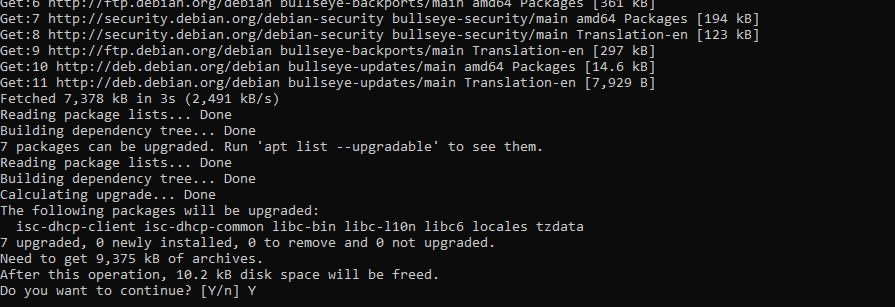 Get:6 http://ftp.debian.org/debian bullseye-backports/main amd64 Packages [361 kB]
Get:7 http://security.debian.org/debian-security bullseye-security/main amd64 Packages [194 kB]
Get:8 http://security.debian.org/debian-security bullseye-security/main Translation-en [123 kB]
Get:9 http://ftp.debian.org/debian bullseye-backports/main Translation-en [297 kB]
Get:10 http://deb.debian.org/debian bullseye-updates/main amd64 Packages [14.6 kB]
Get:11 http://deb.debian.org/debian bullseye-updates/main Translation-en [7,929 B]
Fetched 7,378 kB in 3s (2,491 kB/s)
Reading package lists... Done
Building dependency tree... Done
7 packages can be upgraded. Run 'apt list --upgradable' to see them.
Reading package lists... Done
Building dependency tree... Done
Calculating upgrade... Done
The following packages will be upgraded:
  isc-dhcp-client isc-dhcp-common libc-bin libc-l10n libc6 locales tzdata
7 upgraded, 0 newly installed, 0 to remove and 0 not upgraded.
Need to get 9,375 kB of archives.
After this operation, 10.2 kB disk space will be freed.
Do you want to continue? [Y/n] Y